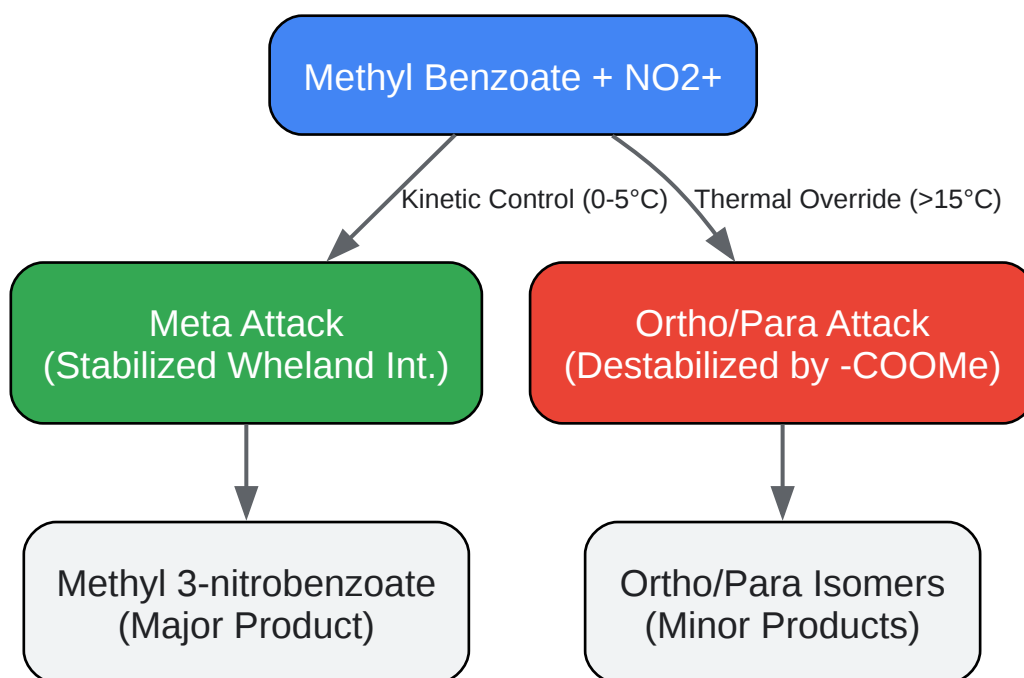 Methyl Benzoate + NO2+
Kinetic Control (0-5°C)
Thermal Override (>15°C)
Meta Attack
(Stabilized Wheland Int.)
Ortho/Para Attack
(Destabilized by -COOMe)
Methyl 3-nitrobenzoate
(Major Product)
Ortho/Para Isomers
(Minor Products)